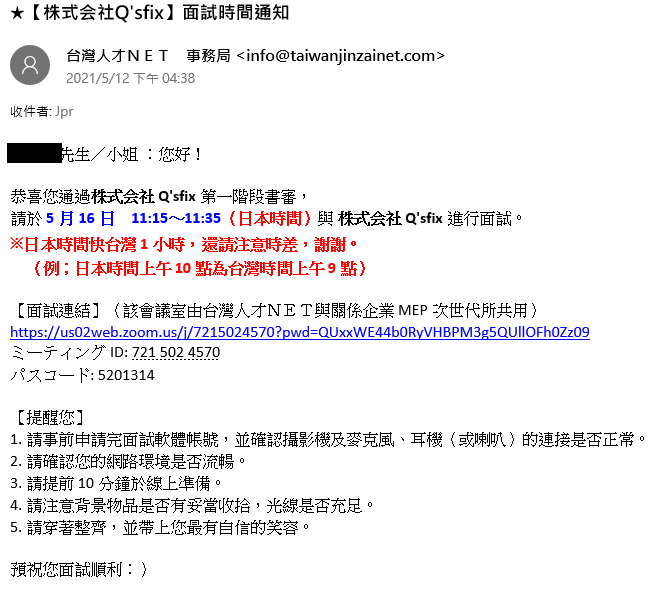 ★【株式会社Q'sfix】面試時間通知
台灣人才ＮＥＴ　事務局 <info@taiwanjinzainet.com>
2021/5/12 下午 04:38
收件者: Jpr
先生／小姐：您好！
恭喜您通過株式会社 Q'sfix 第一階段書審，
請於 5 月 16 日　11:15～11:35（日本時間）與 株式会社 Q'sfix 進行面試。
※日本時間快台灣 1 小時，還請注意時差，謝謝。
（例；日本時間上午 10 點為台灣時間上午 9 點）
【面試連結】（該會議室由台灣人才ＮＥＴ與關係企業 MEP 次世代所共用）
https://us02web.zoom.us/j/7215024570?pwd=QUxxWE44b0RyVHBPM3g5QUllOFh0Zz09
ミーティング ID: 721 502 4570
パスコード: 5201314
【提醒您】
1. 請事前申請完面試軟體帳號，並確認攝影機及麥克風、耳機（或喇叭）的連接是否正常。
2. 請確認您的網路環境是否流暢。
3. 請提前 10 分鐘於線上準備。
4. 請注意背景物品是否有妥當收拾，光線是否充足。
5. 請穿著整齊，並帶上您最有自信的笑容。
預祝您面試順利：）